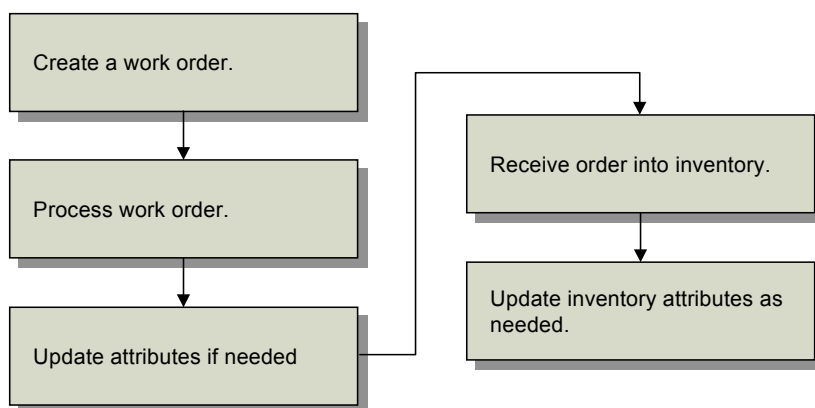 Create a work order.
Process work order.
Update attributes if needed
Receive order into inventory.
Update inventory attributes as
needed.